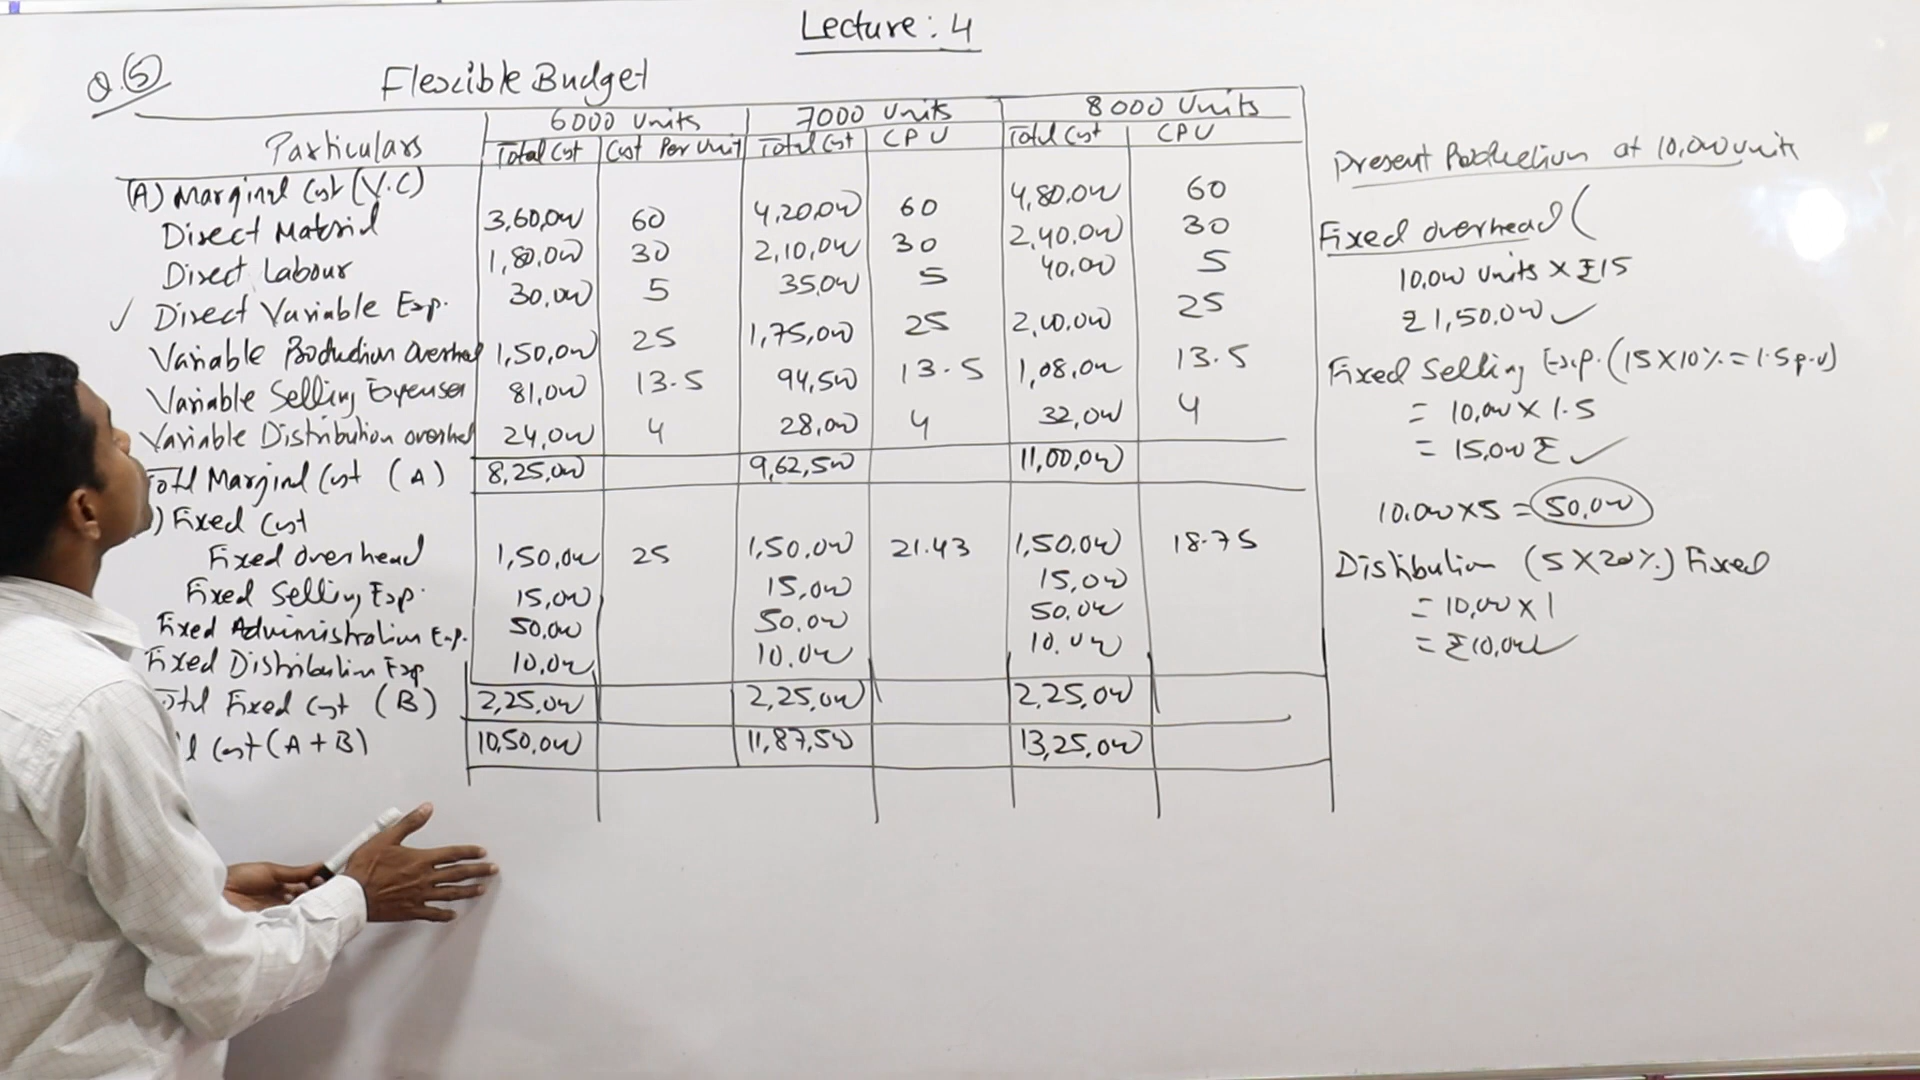 Lecture : 4
Q.(5)
Flexible Budget
Particulars 6000 Units 7000 Units 8000 Units
Total Cost Cost Per Unit Total Cost CPU Total Cost CPU
(A) Marginal Cost (V.C)
Direct Material 3,60,000 60 4,20,000 60 4,80,000 60
Direct Labour 1,80,000 30 2,10,000 30 2,40,000 30
✓ Direct Variable Exp. 30,000 5 35,000 5 40,000 5
Variable Production Overhead 1,50,000 25 1,75,000 25 2,00,000 25
Variable Selling Expenses 81,000 13.5 94,500 13.5 1,08,000 13.5
Variable Distribution overhead 24,000 4 28,000 4 32,000 4
Total Marginal Cost (A) 8,25,000 9,62,500 11,00,000
) Fixed Cost
Fixed overhead 1,50,000 25 1,50,000 21.43 1,50,000 18.75
Fixed Selling Exp. 15,000 15,000 15,000
Fixed Administration Exp. 50,000 50,000 50,000
Fixed Distribution Exp 10,000 10,000 10,000
Total Fixed Cost (B) 2,25,000 2,25,000 2,25,000
l Cost (A+B) 10,50,000 11,87,500 13,25,000
Present Production at 10,000 units
Fixed overhead (
10,000 units × ₹15
₹1,50,000 ✓
Fixed Selling Exp. (15×10% = 1.5 p.u)
= 10,000 × 1.5
= 15,000 ₹ ✓
10,000×5 = 50,000
Distribution (5×20%) Fixed
= 10,000 × 1
= ₹10,000 ✓